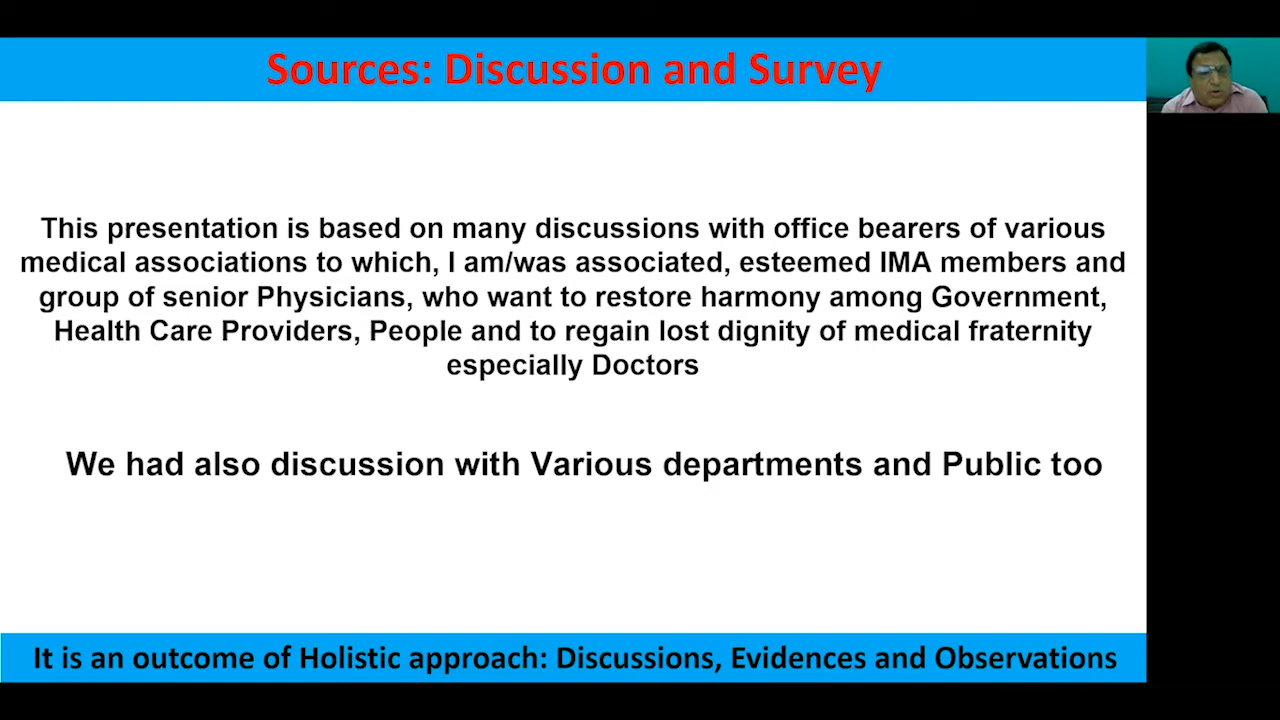 Sources: Discussion and Survey
This presentation is based on many discussions with office bearers of various
medical associations to which, I am/was associated, esteemed IMA members and
group of senior Physicians, who want to restore harmony among Government,
Health Care Providers, People and to regain lost dignity of medical fraternity
especially Doctors
We had also discussion with Various departments and Public too
It is an outcome of Holistic approach: Discussions, Evidences and Observations